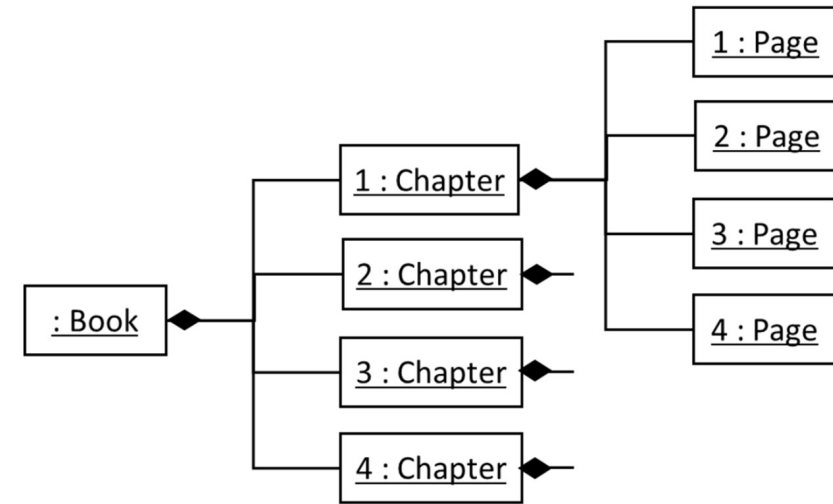 : Book
1 : Chapter
2 : Chapter
3 : Chapter
4 : Chapter
1 : Page
2 : Page
3 : Page
4 : Page